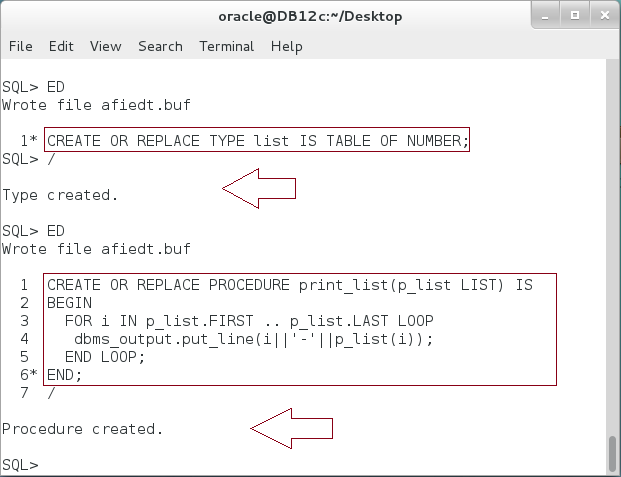 oracle@DB12c:~/Desktop
File Edit View Search Terminal Help
SQL> ED
Wrote file afiedt.buf
1* CREATE OR REPLACE TYPE list IS TABLE OF NUMBER;
SQL> /
Type created.
SQL> ED
Wrote file afiedt.buf
1 CREATE OR REPLACE PROCEDURE print_list(p_list LIST) IS
2 BEGIN
3 FOR i IN p_list.FIRST .. p_list.LAST LOOP
4 dbms_output.put_line(i||'-'||p_list(i));
5 END LOOP;
6* END;
7 /
Procedure created.
SQL>